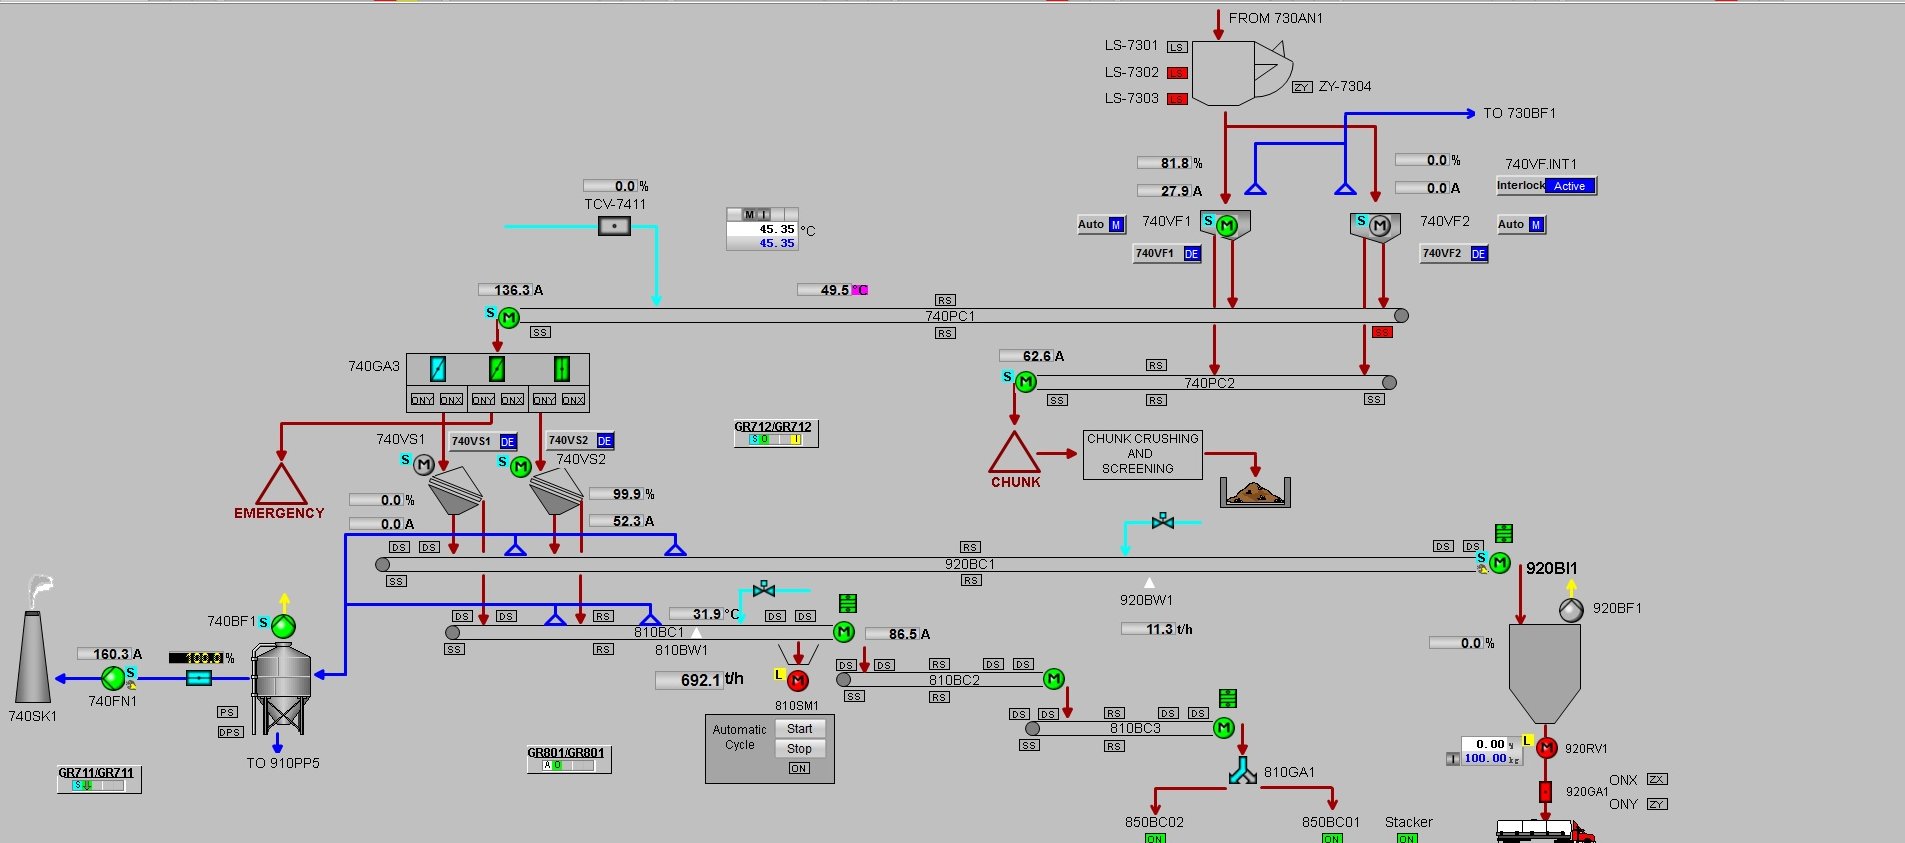 FROM 730AN1
LS-7301 LS
LS-7302 LS
LS-7303 LS
ZY ZY-7304
TO 730BF1
81.8 %
27.9 A
0.0 %
0.0 A
740VF.INT1
Interlock Active
0.0 %
TCV-7411
M I
45.35 °C
45.35
Auto M
740VF1
S M
740VF1 DE
S M
740VF2
Auto M
740VF2 DE
136.3 A
49.5 °C
RS
S M
740PC1
SS
RS
SS
740GA3
ONY ONX ONY ONX ONY ONX
62.6 A
RS
S M
740PC2
SS
RS
SS
740VS1
740VS1 DE
740VS2 DE
740VS2
S M
S M
GR712/GR712
S O I
CHUNK
CHUNK CRUSHING
AND
SCREENING
EMERGENCY
0.0 %
0.0 A
99.9 %
52.3 A
DS DS
RS
DS DS
920BC1
S M
SS
RS
920BI1
920BW1
11.3 t/h
920BF1
0.0 %
740BF1 S
31.9 °C
DS DS RS DS DS
810BC1
M
86.5 A
SS
RS
810BW1
692.1 t/h
L M
810SM1
160.3 A
100.0 %
S
740FN1
740SK1
PS
DPS
TO 910PP5
GR711/GR711
S
GR801/GR801
A O
Automatic
Cycle
Start
Stop
ON
DS DS RS DS DS
810BC2
M
SS
RS
DS DS RS DS DS
810BC3
M
SS
RS
810GA1
850BC02
ON
850BC01
ON
Stacker
ON
0.00
I 100.00 kg
L M
920RV1
920GA1
ONX ZX
ONY ZY